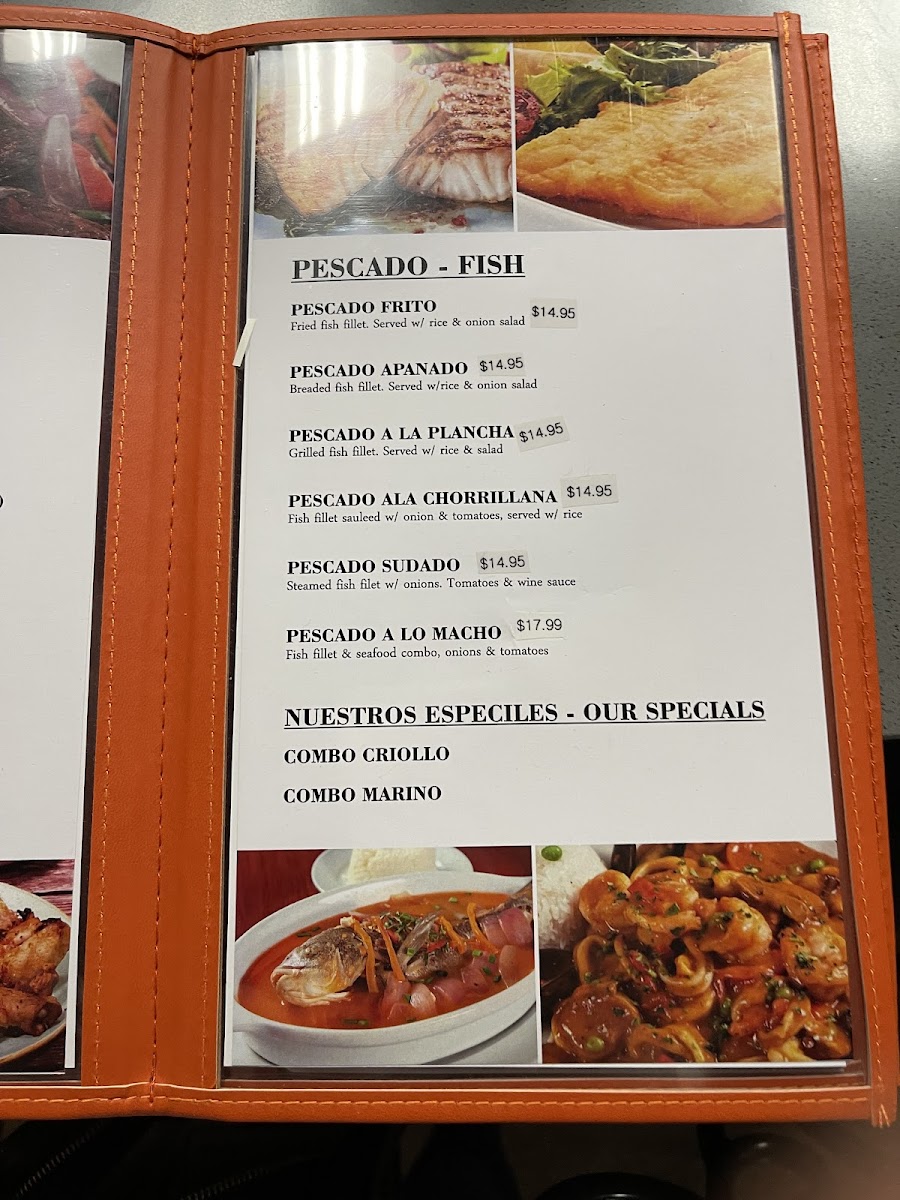 PESCADO - FISH
PESCADO FRITO
Fried fish fillet. Served w/ rice & onion salad $14.95
PESCADO APANADO $14.95
Breaded fish fillet. Served w/rice & onion salad
PESCADO A LA PLANCHA $14.95
Grilled fish fillet. Served w/ rice & salad
PESCADO ALA CHORRILLANA $14.95
Fish fillet sauleed w/ onion & tomatoes, served w/ rice
PESCADO SUDADO $14.95
Steamed fish filet w/ onions. Tomatoes & wine sauce
PESCADO A LO MACHO $17.99
Fish fillet & seafood combo, onions & tomatoes
NUESTROS ESPECILES - OUR SPECIALS
COMBO CRIOLLO
COMBO MARINO